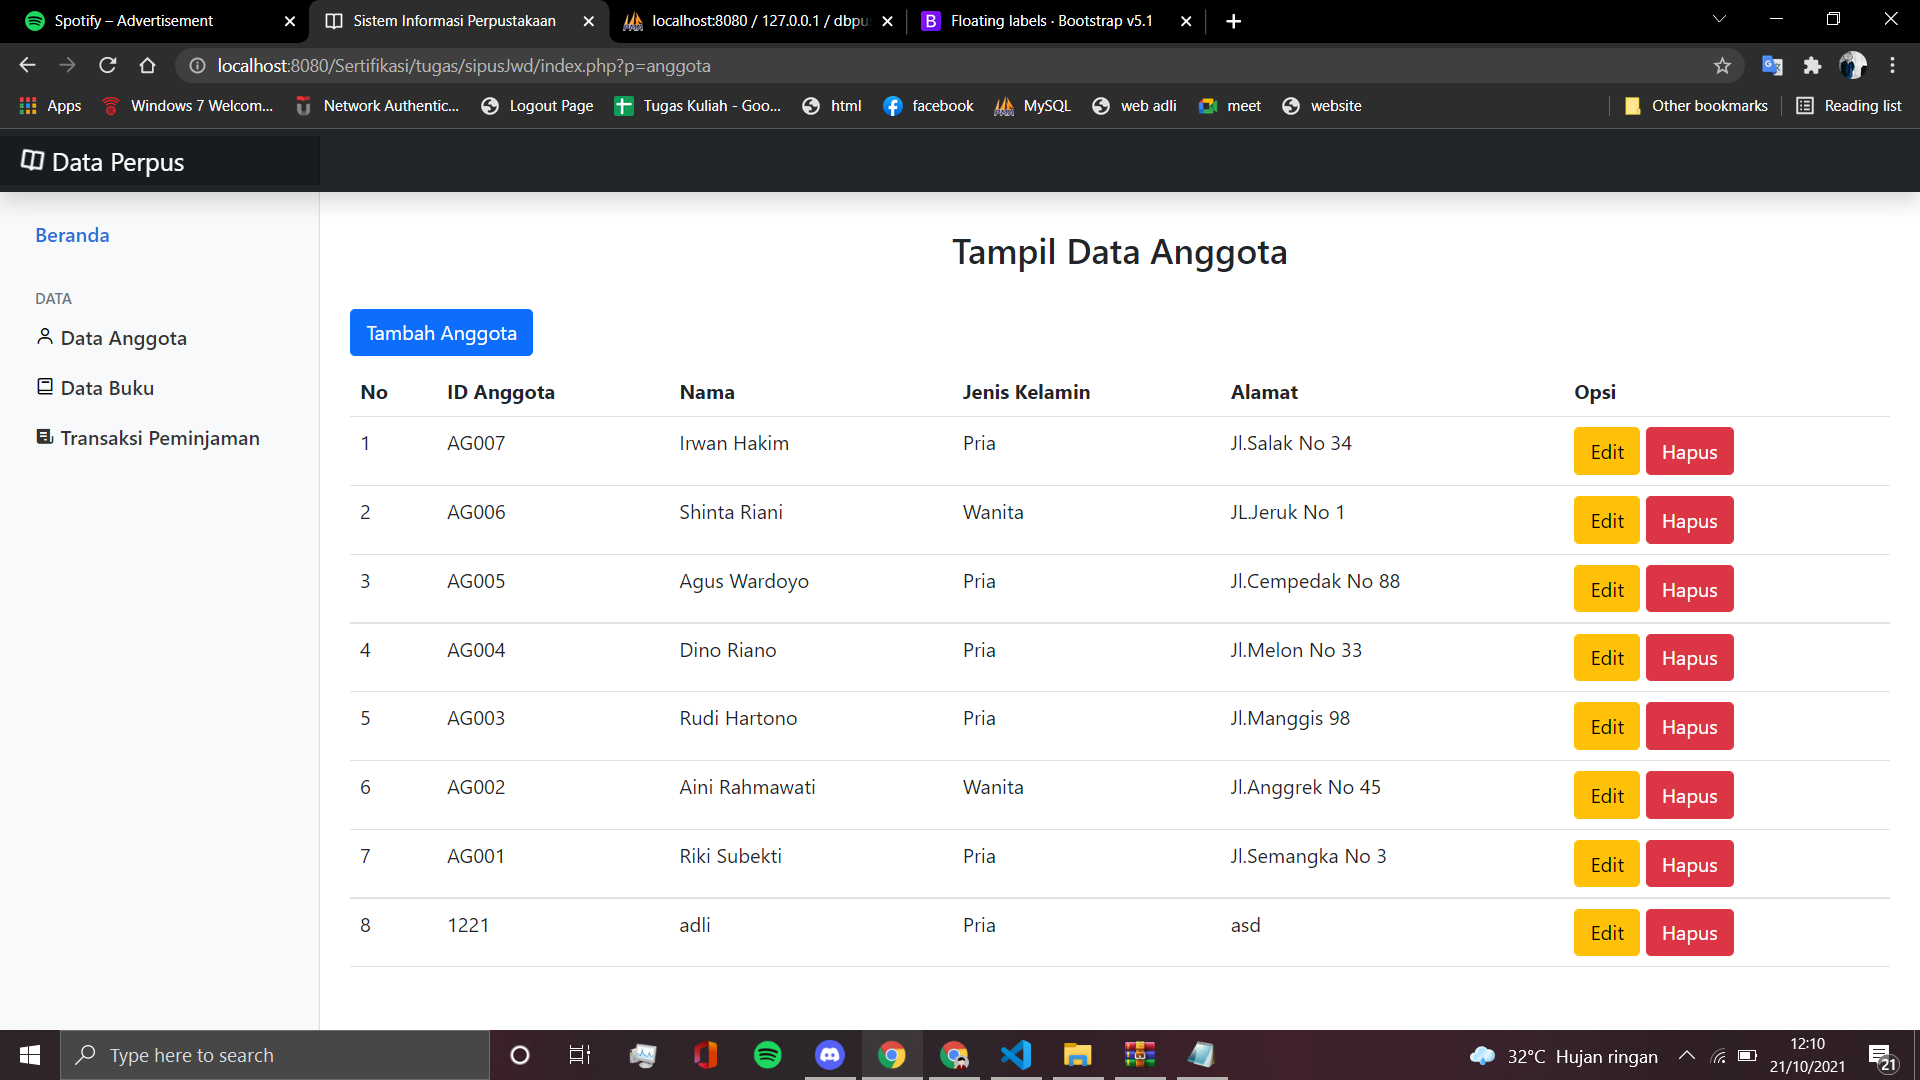 Spotify – Advertisement
Sistem Informasi Perpustakaan
localhost:8080 / 127.0.0.1 / dbpu
Floating labels · Bootstrap v5.1
localhost:8080/Sertifikasi/tugas/sipusJwd/index.php?p=anggota
Apps Windows 7 Welcom... Network Authentic... Logout Page Tugas Kuliah - Goo... html facebook MySQL web adli meet website Other bookmarks Reading list
Data Perpus
Beranda
DATA
Data Anggota
Data Buku
Transaksi Peminjaman
Tampil Data Anggota
Tambah Anggota
No ID Anggota Nama Jenis Kelamin Alamat Opsi
1 AG007 Irwan Hakim Pria Jl.Salak No 34 Edit Hapus
2 AG006 Shinta Riani Wanita JL.Jeruk No 1 Edit Hapus
3 AG005 Agus Wardoyo Pria Jl.Cempedak No 88 Edit Hapus
4 AG004 Dino Riano Pria Jl.Melon No 33 Edit Hapus
5 AG003 Rudi Hartono Pria Jl.Manggis 98 Edit Hapus
6 AG002 Aini Rahmawati Wanita Jl.Anggrek No 45 Edit Hapus
7 AG001 Riki Subekti Pria Jl.Semangka No 3 Edit Hapus
8 1221 adli Pria asd Edit Hapus
Type here to search
32°C Hujan ringan
12:10
21/10/2021
21